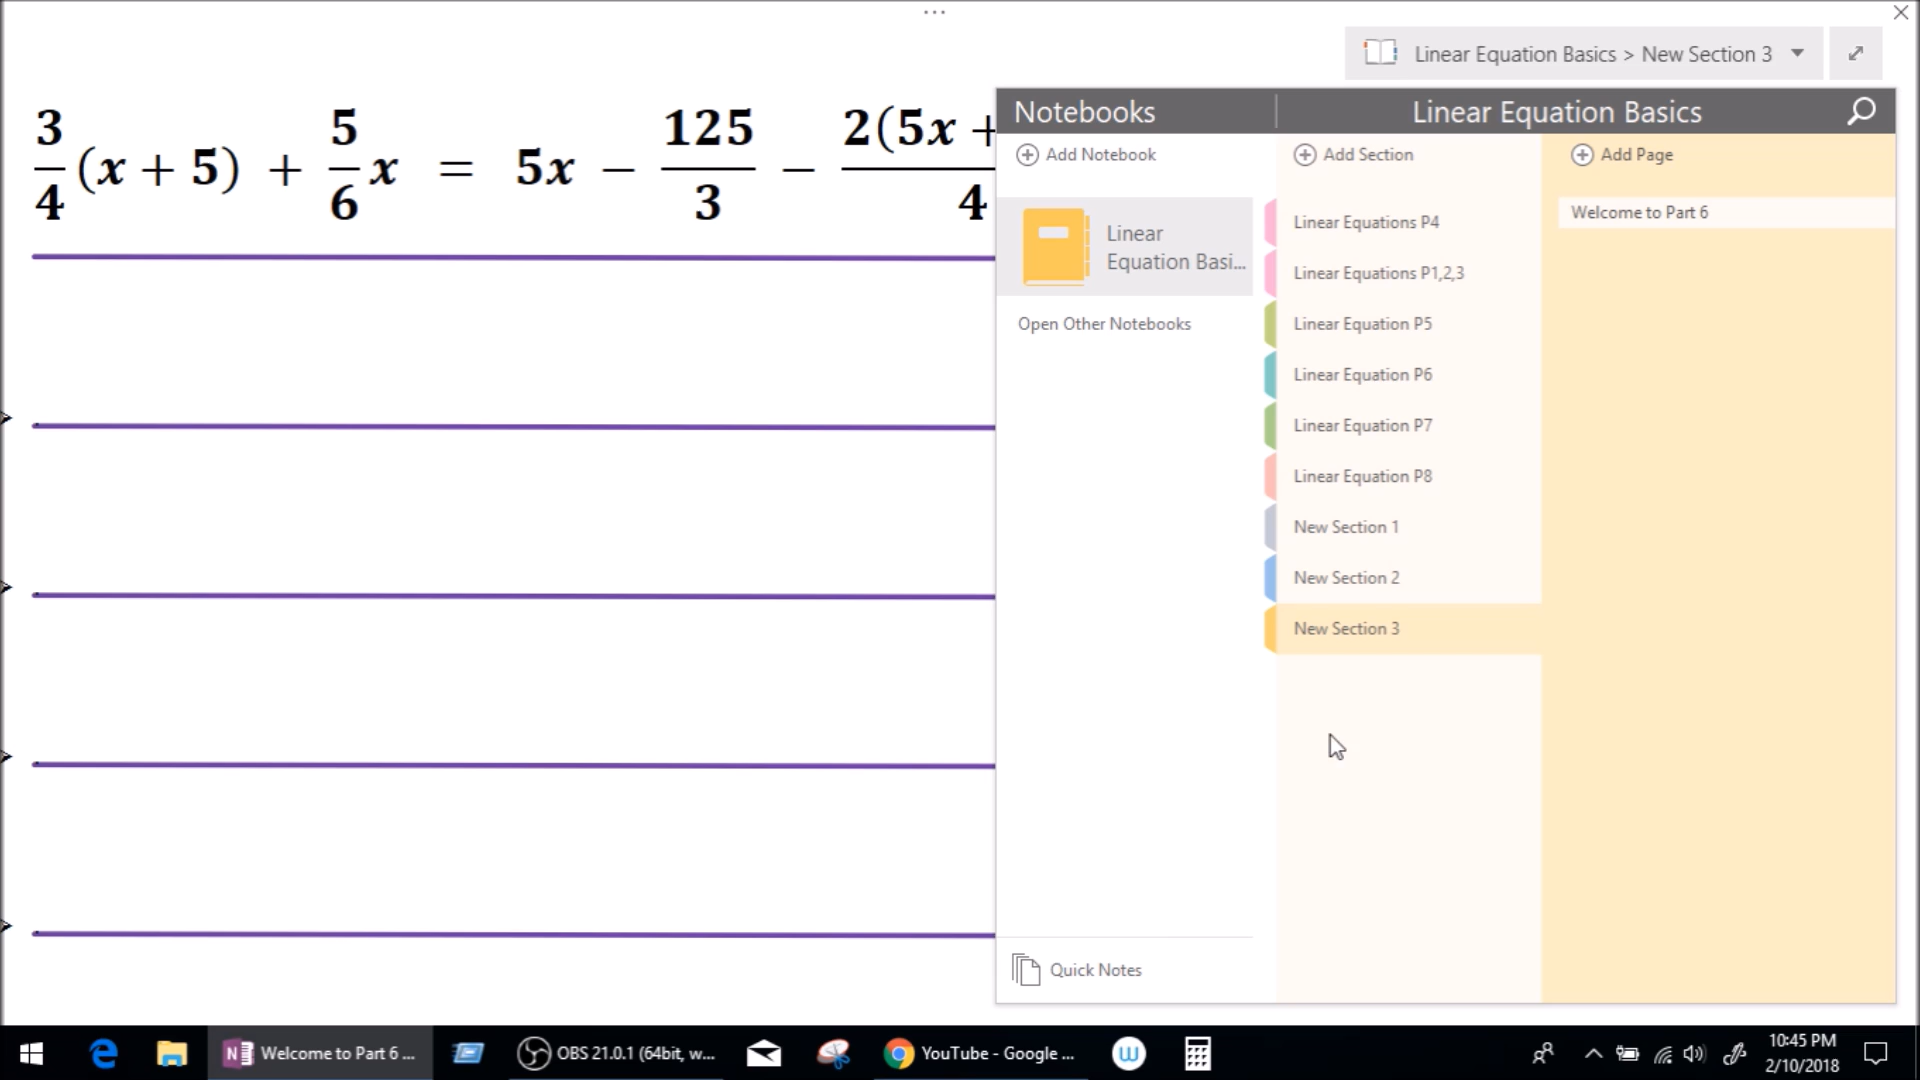 Linear Equation Basics > New Section 3
3/4 (x + 5) + 5/6 x = 5x − 125/3 − 2(5x + / 4
Notebooks
Linear Equation Basics
Add Notebook
Add Section
Add Page
Linear
Equation Basi...
Open Other Notebooks
Linear Equations P4
Linear Equations P1,2,3
Linear Equation P5
Linear Equation P6
Linear Equation P7
Linear Equation P8
New Section 1
New Section 2
New Section 3
Welcome to Part 6
Quick Notes
N
Welcome to Part 6 ...
OBS 21.0.1 (64bit, w...
YouTube - Google ...
w
10:45 PM
2/10/2018